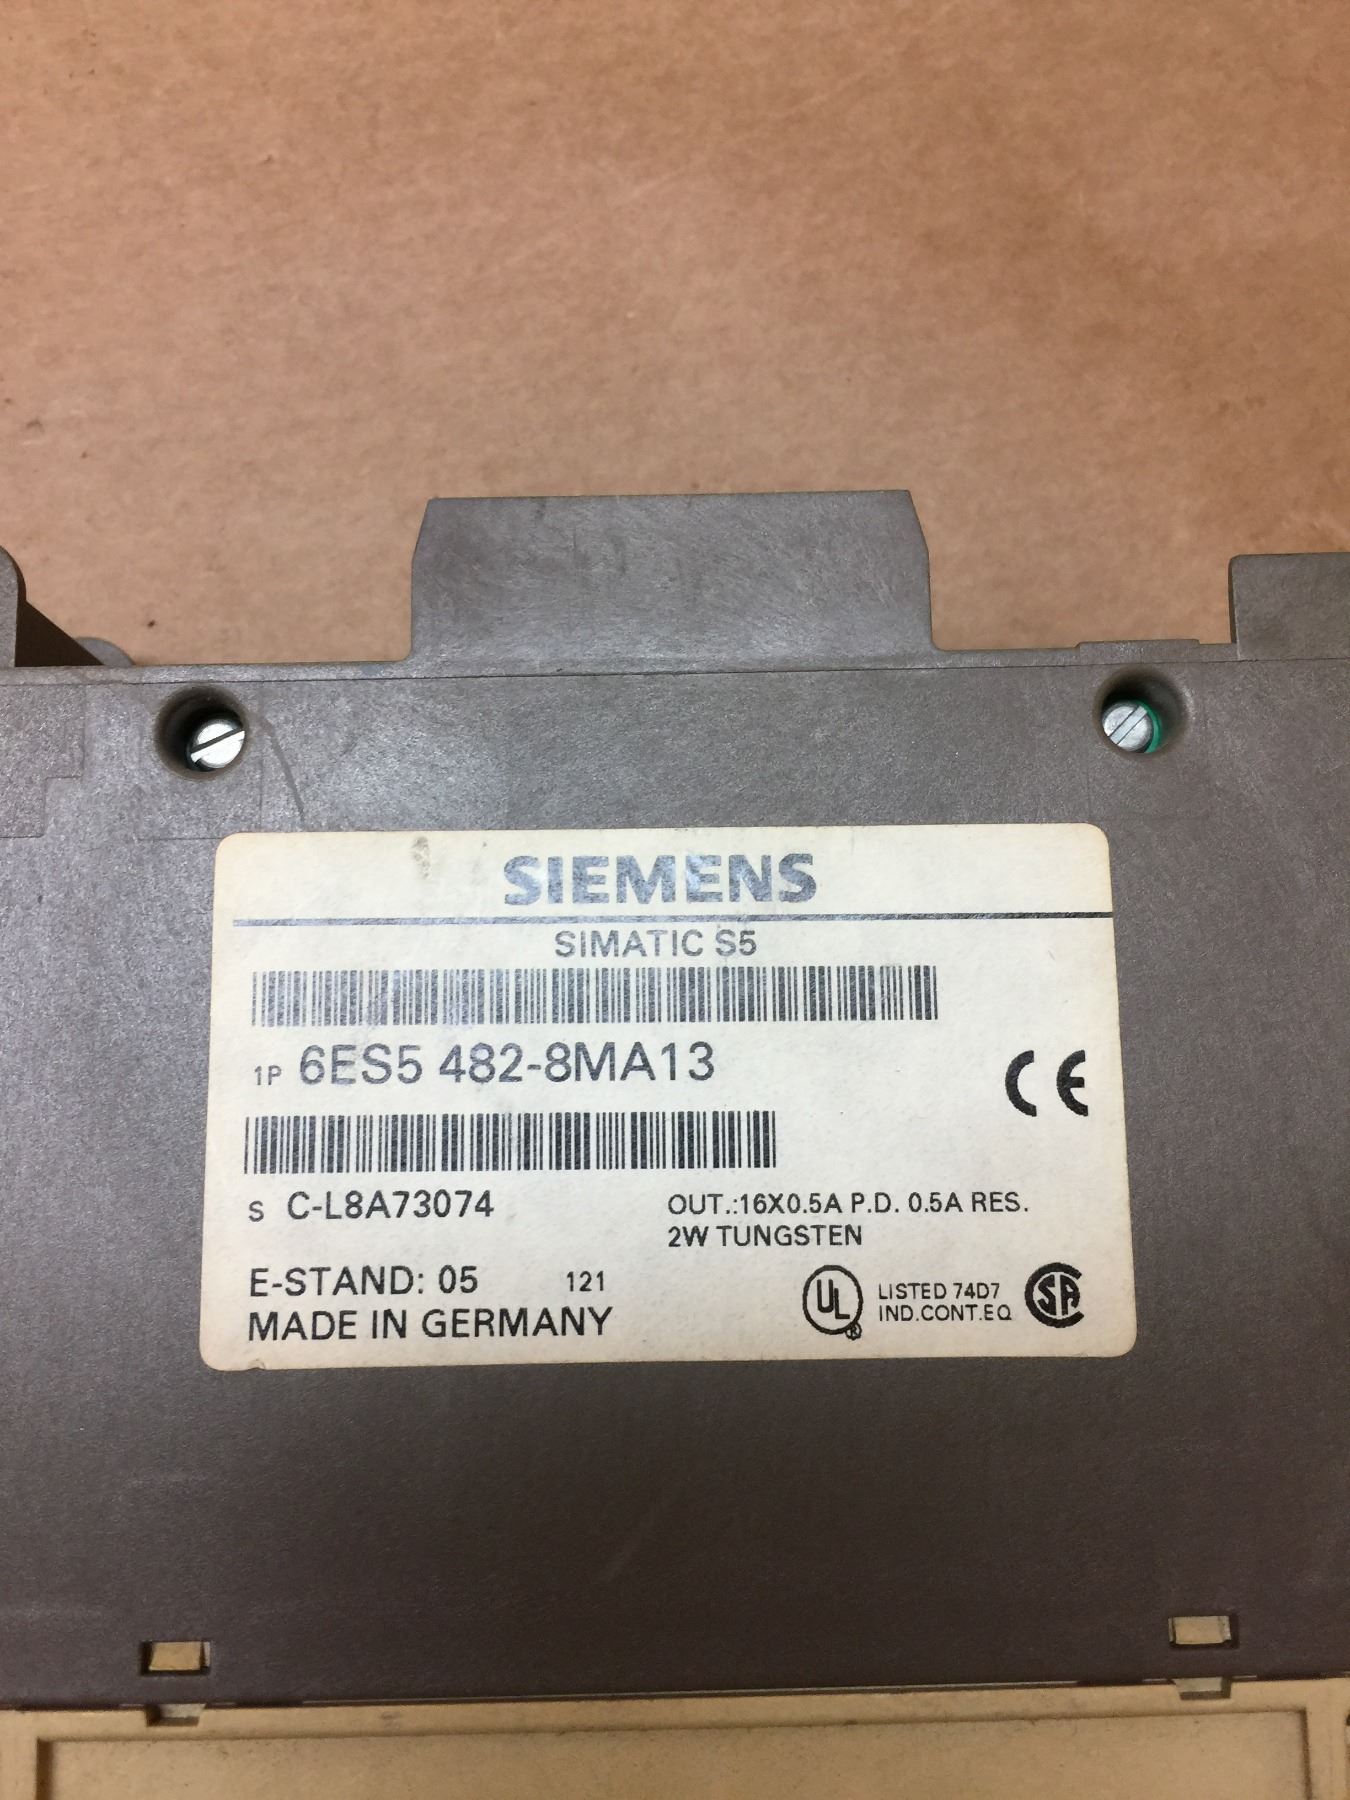 SIEMENS
SIMATIC S5
1P 6ES5 482-8MA13
CE
S C-L8A73074
OUT.:16X0.5A P.D. 0.5A RES.
2W TUNGSTEN
E-STAND: 05 121
MADE IN GERMANY
UL ®
LISTED 74D7
IND.CONT.EQ
SA